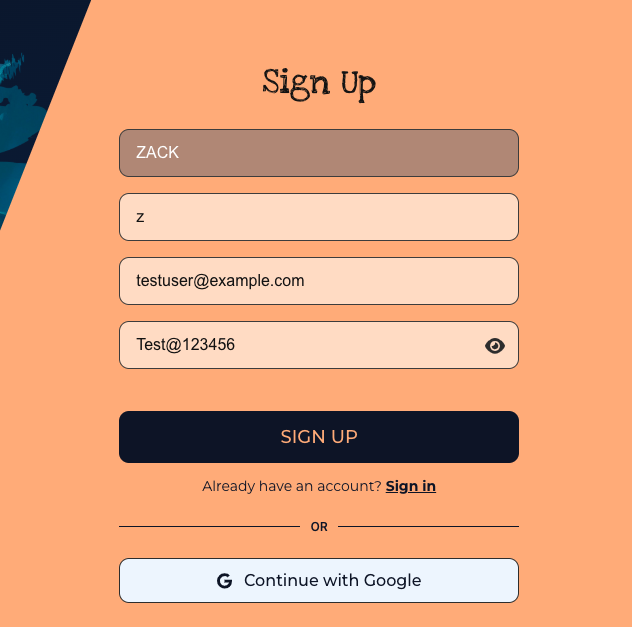 Sign Up
ZACK
z
testuser@example.com
Test@123456
SIGN UP
Already have an account? Sign in
OR
Continue with Google